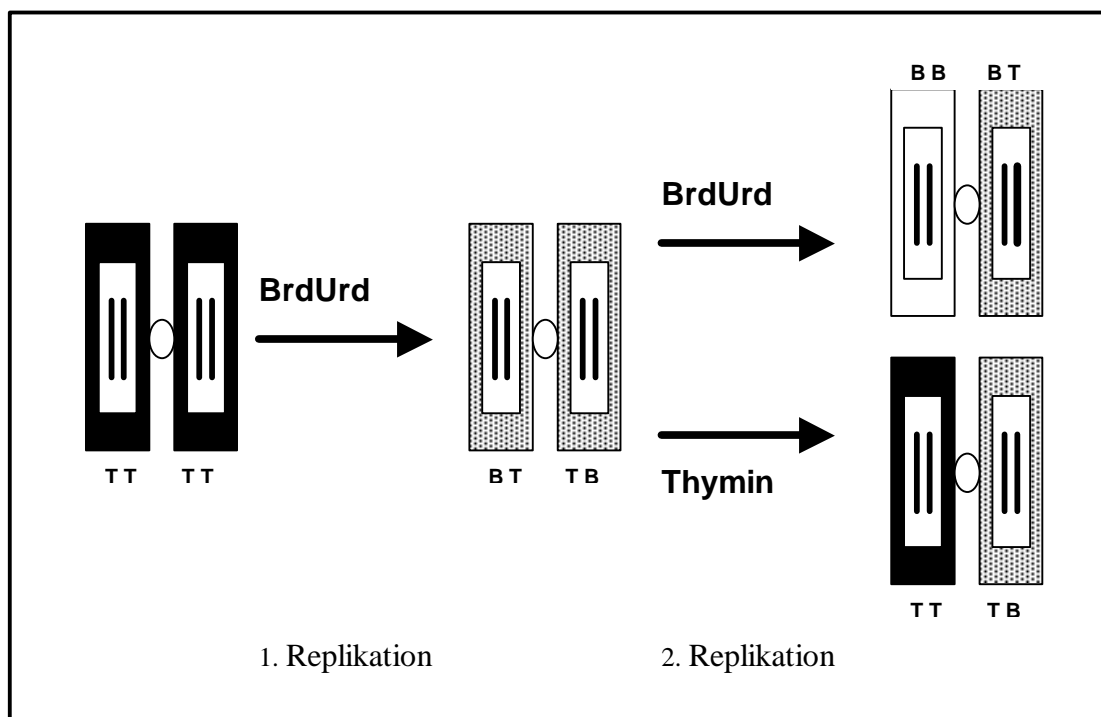 B B B T
BrdUrd
BrdUrd
T T T T
B T T B
Thymin
T T T B
1. Replikation 2. Replikation